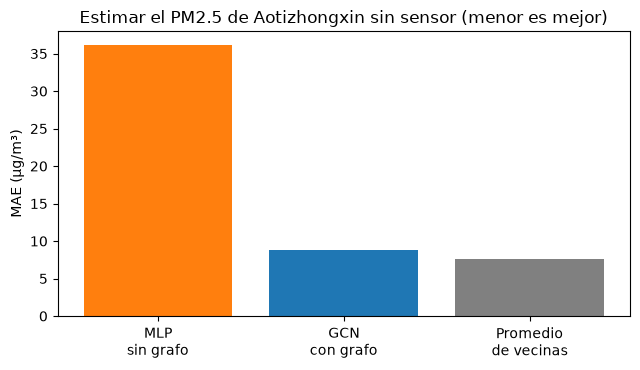 Estimar el PM2.5 de Aotizhongxin sin sensor (menor es mejor)
MAE (µg/m³)
35
30
25
20
15
10
5
0
MLP
sin grafo
GCN
con grafo
Promedio
de vecinas